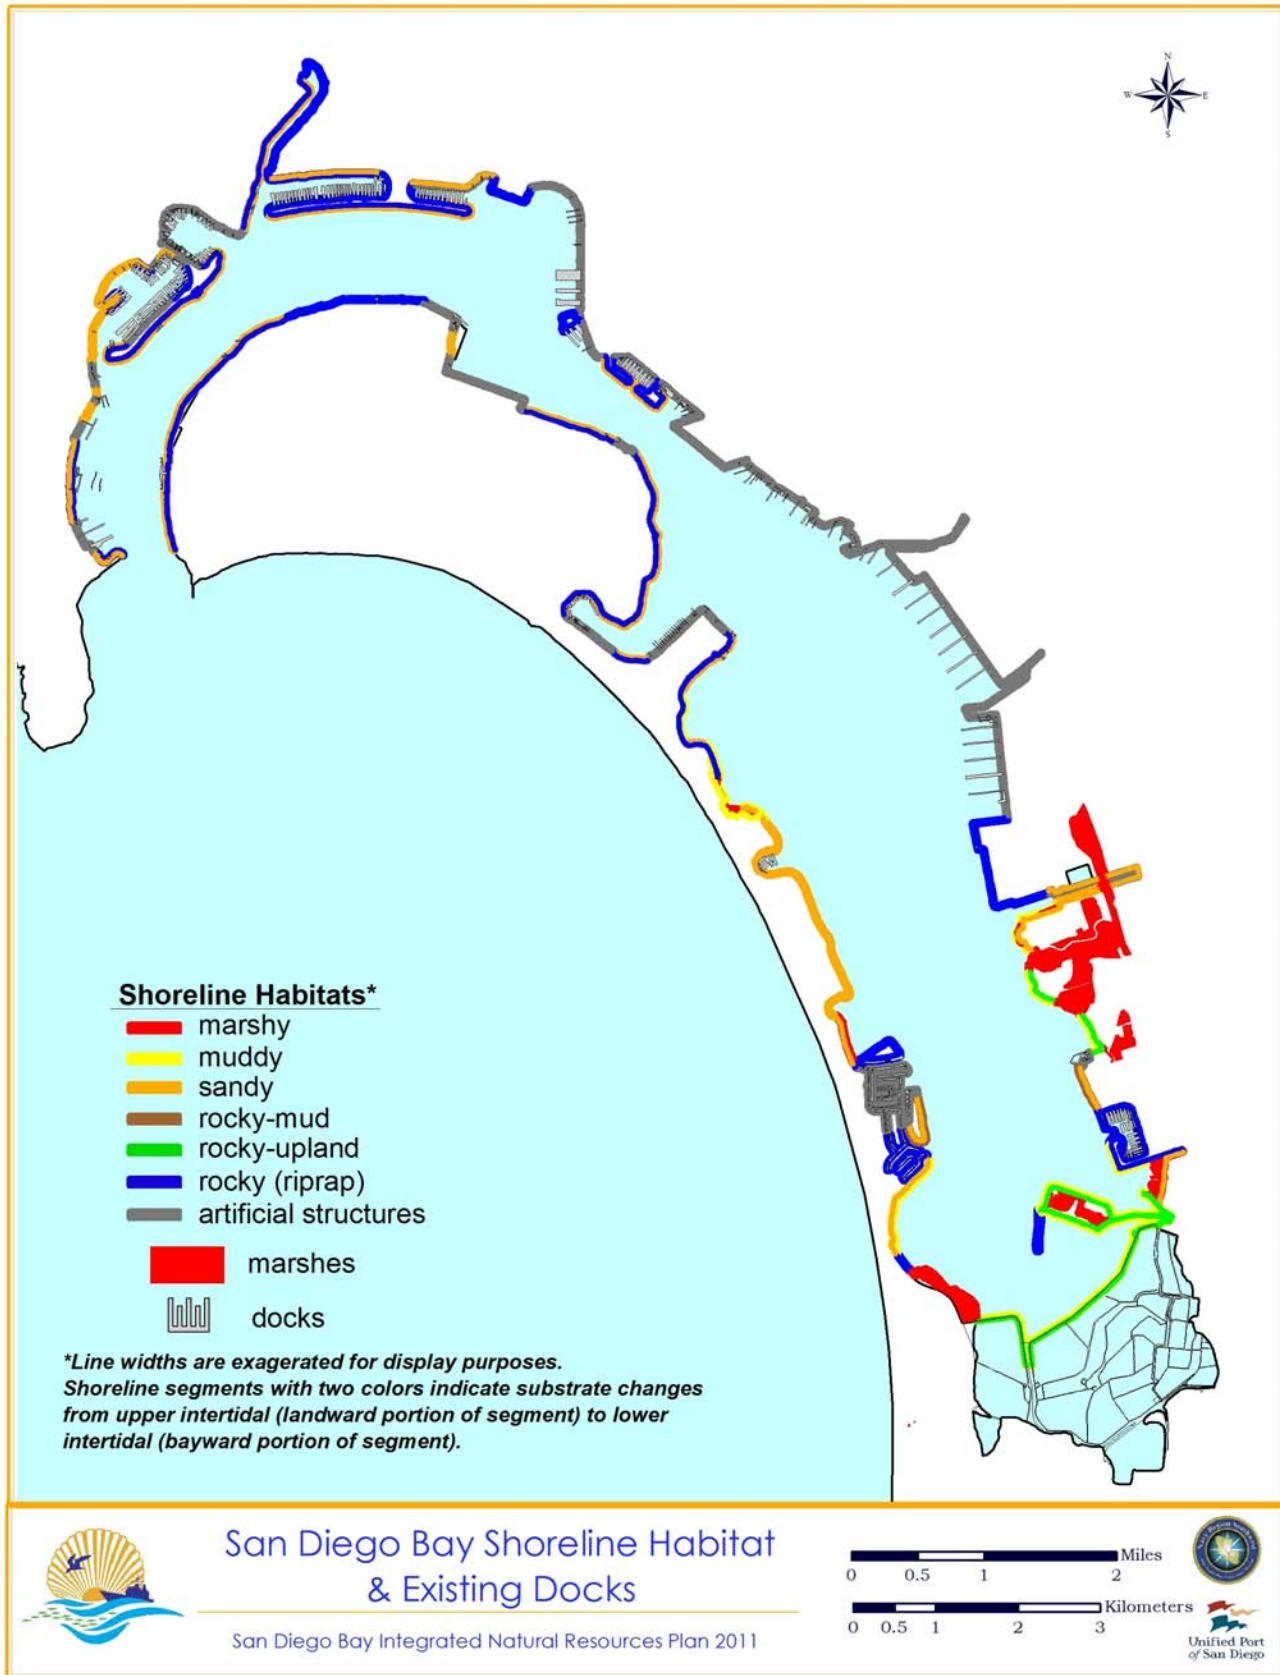 N
W E
S
Shoreline Habitats*
marshy
muddy
sandy
rocky-mud
rocky-upland
rocky (riprap)
artificial structures
marshes
docks
*Line widths are exagerated for display purposes.
Shoreline segments with two colors indicate substrate changes
from upper intertidal (landward portion of segment) to lower
intertidal (bayward portion of segment).
San Diego Bay Shoreline Habitat
& Existing Docks
San Diego Bay Integrated Natural Resources Plan 2011
Miles
0 0.5 1 2
Kilometers
0 0.5 1 2 3
Unified Port
of San Diego